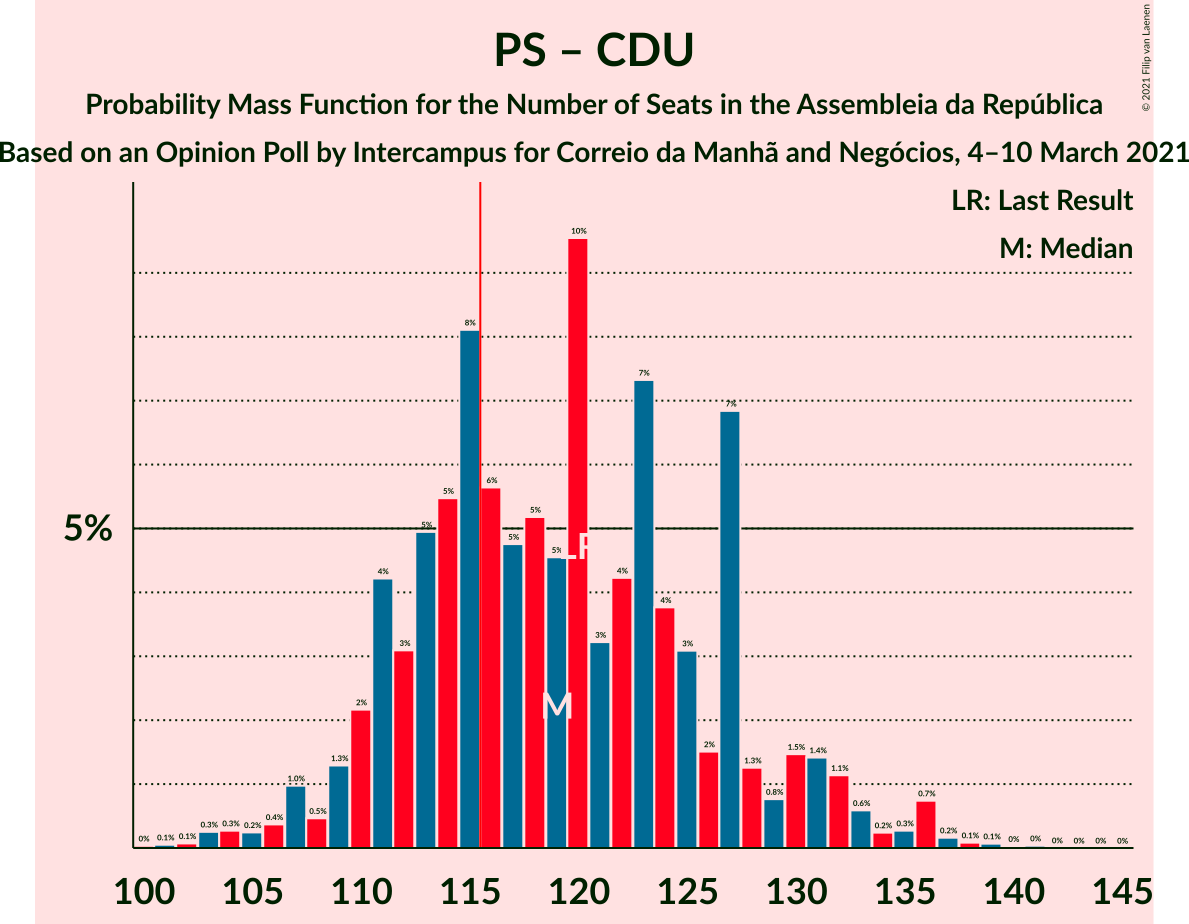 PS – CDU
Probability Mass Function for the Number of Seats in the Assembleia da República
Based on an Opinion Poll by Intercampus for Correio da Manhã and Negócios, 4–10 March 2021
© 2021 Filip van Laenen
LR: Last Result
M: Median
5%
0% 0.1% 0.1% 0.3% 0.3% 0.2% 0.4% 1.0% 0.5% 1.3% 2% 4% 3% 5% 5% 8% 6% 5% 5% 5% 10% 3% 4% 7% 4% 3% 2% 7% 1.3% 0.8% 1.5% 1.4% 1.1% 0.6% 0.2% 0.3% 0.7% 0.2% 0.1% 0.1% 0% 0% 0% 0% 0% 0%
LR
M
100 105 110 115 120 125 130 135 140 145